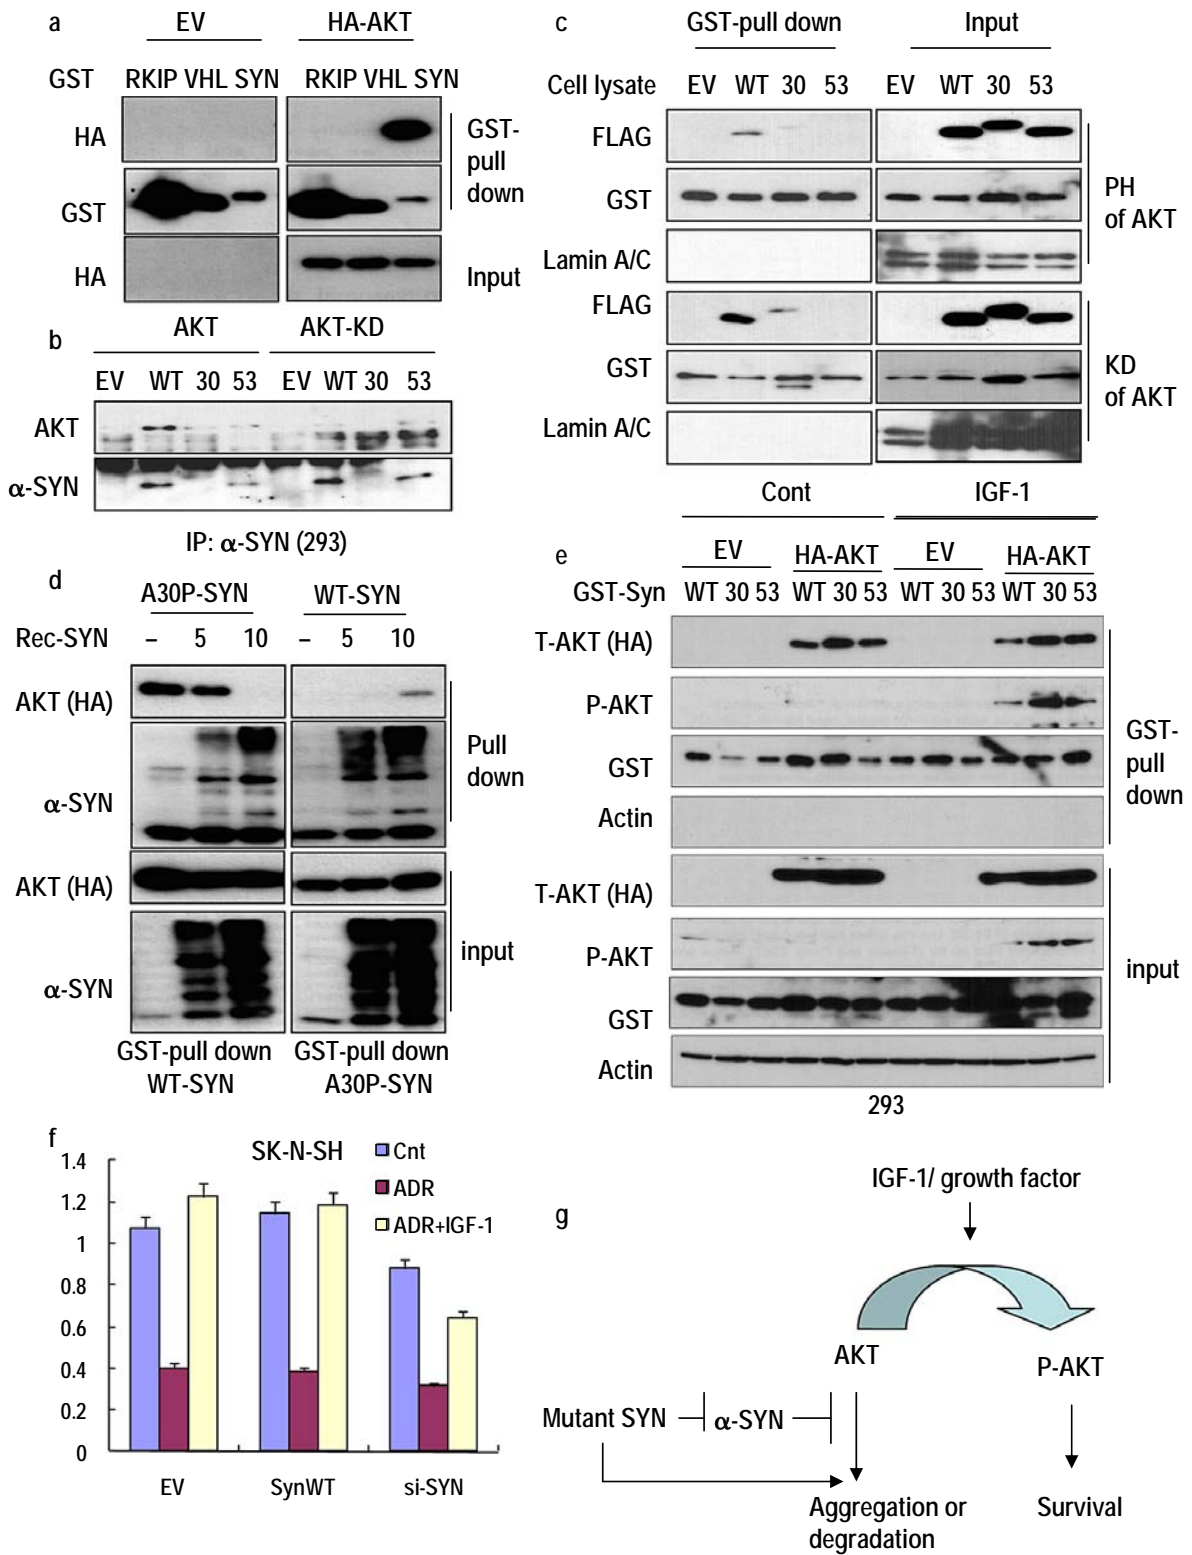 a
EV HA-AKT
GST RKIP VHL SYN RKIP VHL SYN
HA
GST
HA
GST-
pull
down
Input
b
AKT AKT-KD
EV WT 30 53 EV WT 30 53
AKT
α-SYN
IP: α-SYN (293)
c
GST-pull down Input
Cell lysate EV WT 30 53 EV WT 30 53
FLAG
GST
Lamin A/C
PH
of AKT
FLAG
GST
Lamin A/C
KD
of AKT
d
A30P-SYN WT-SYN
Rec-SYN – 5 10 – 5 10
AKT (HA)
α-SYN
Pull
down
AKT (HA)
α-SYN
input
GST-pull down GST-pull down
WT-SYN A30P-SYN
Cont IGF-1
e
EV HA-AKT EV HA-AKT
GST-Syn WT 30 53 WT 30 53 WT 30 53 WT 30 53
T-AKT (HA)
P-AKT
GST
Actin
GST-
pull
down
T-AKT (HA)
P-AKT
GST
Actin
input
293
f
SK-N-SH
Cnt
ADR
ADR+IGF-1
1.4
1.2
1
0.8
0.6
0.4
0.2
0
EV SynWT si-SYN
g
IGF-1/ growth factor
AKT
P-AKT
Mutant SYN α-SYN
Aggregation or
degradation
Survival